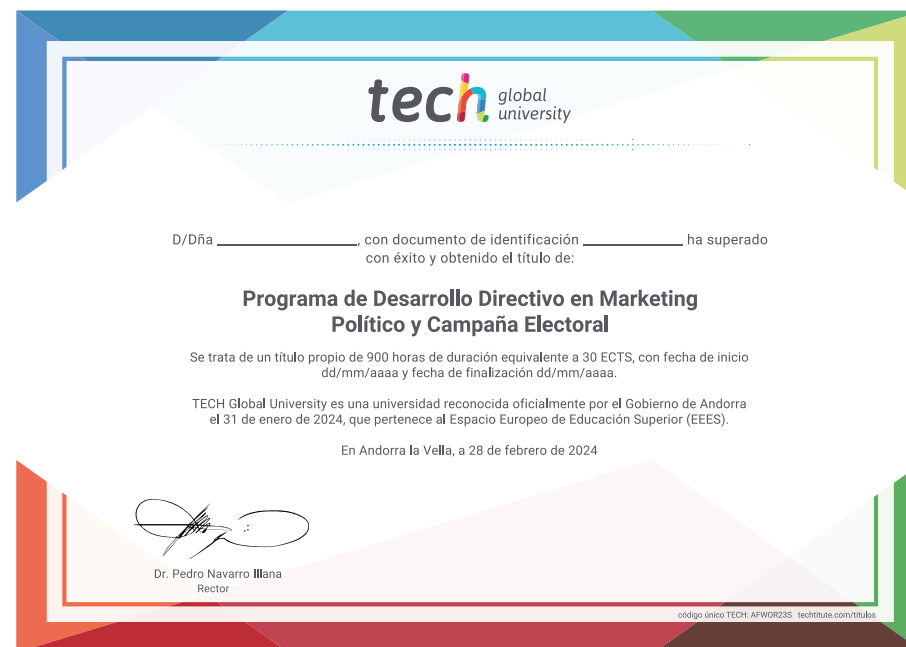 tech global university
D/Dña ____________________, con documento de identificación ______________ ha superado
con éxito y obtenido el título de:
Programa de Desarrollo Directivo en Marketing
Político y Campaña Electoral
Se trata de un título propio de 900 horas de duración equivalente a 30 ECTS, con fecha de inicio
dd/mm/aaaa y fecha de finalización dd/mm/aaaa.
TECH Global University es una universidad reconocida oficialmente por el Gobierno de Andorra
el 31 de enero de 2024, que pertenece al Espacio Europeo de Educación Superior (EEES).
En Andorra la Vella, a 28 de febrero de 2024
Dr. Pedro Navarro Illana
Rector
código único TECH: AFWOR23S techtitute.com/titulos